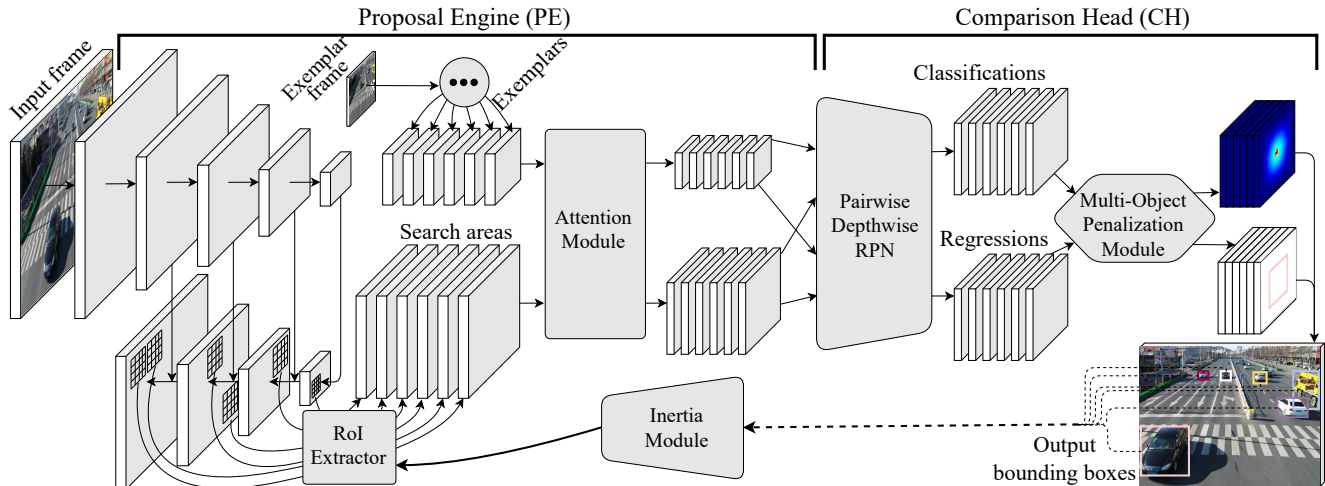 Proposal Engine (PE)
Comparison Head (CH)
Input frame
Exemplar
frame
Exemplars
Classifications
Attention
Module
Pairwise
Depthwise
RPN
Multi-Object
Penalization
Module
Search areas
Regressions
RoI
Extractor
Inertia
Module
Output
bounding boxes